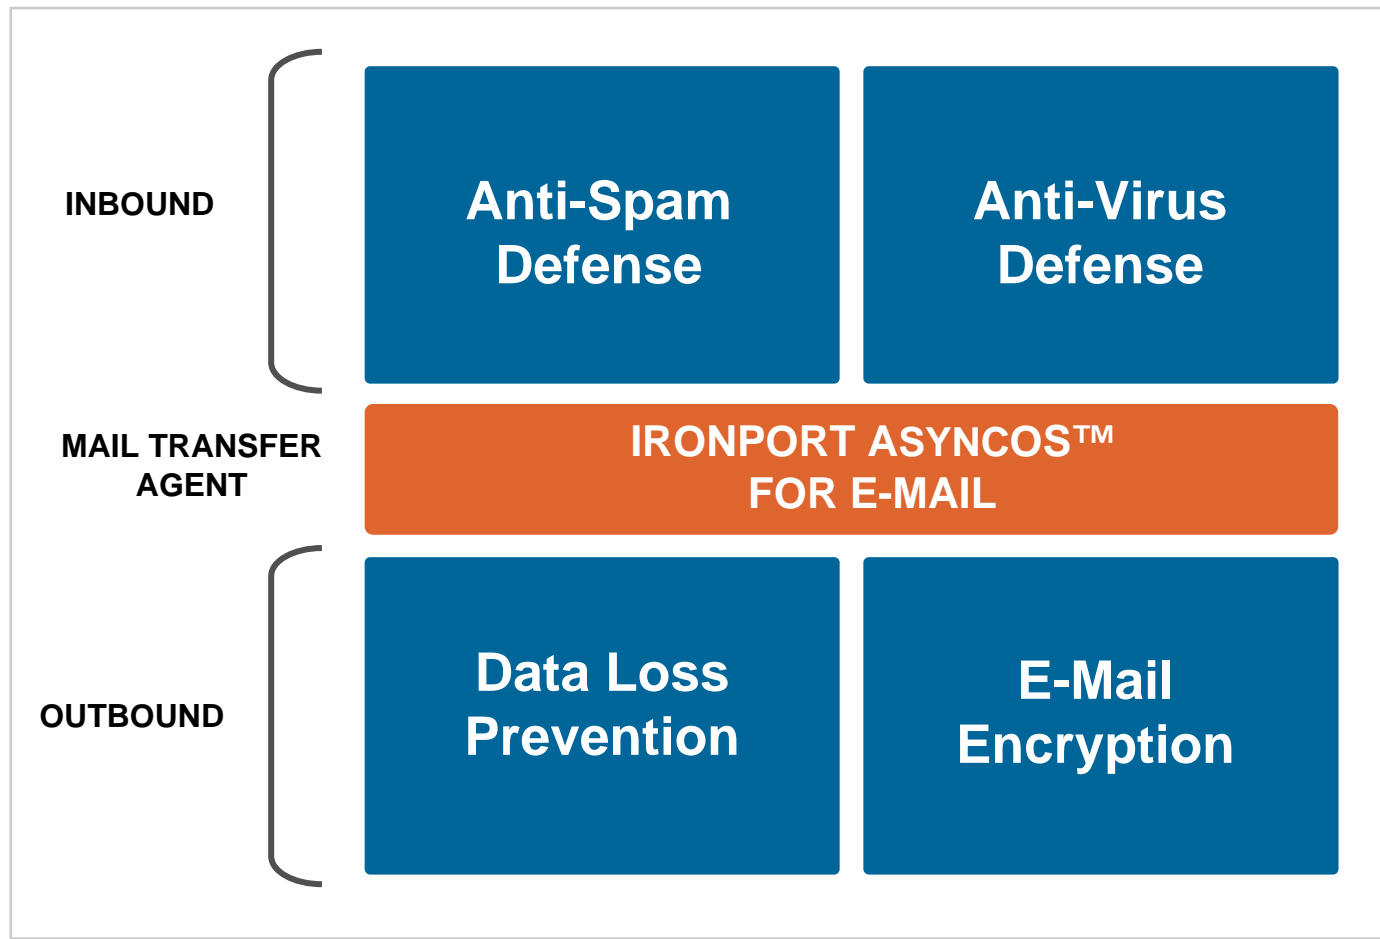 INBOUND
Anti-Spam
Defense
Anti-Virus
Defense
MAIL TRANSFER
AGENT
IRONPORT ASYNCOS™
FOR E-MAIL
OUTBOUND
Data Loss
Prevention
E-Mail
Encryption